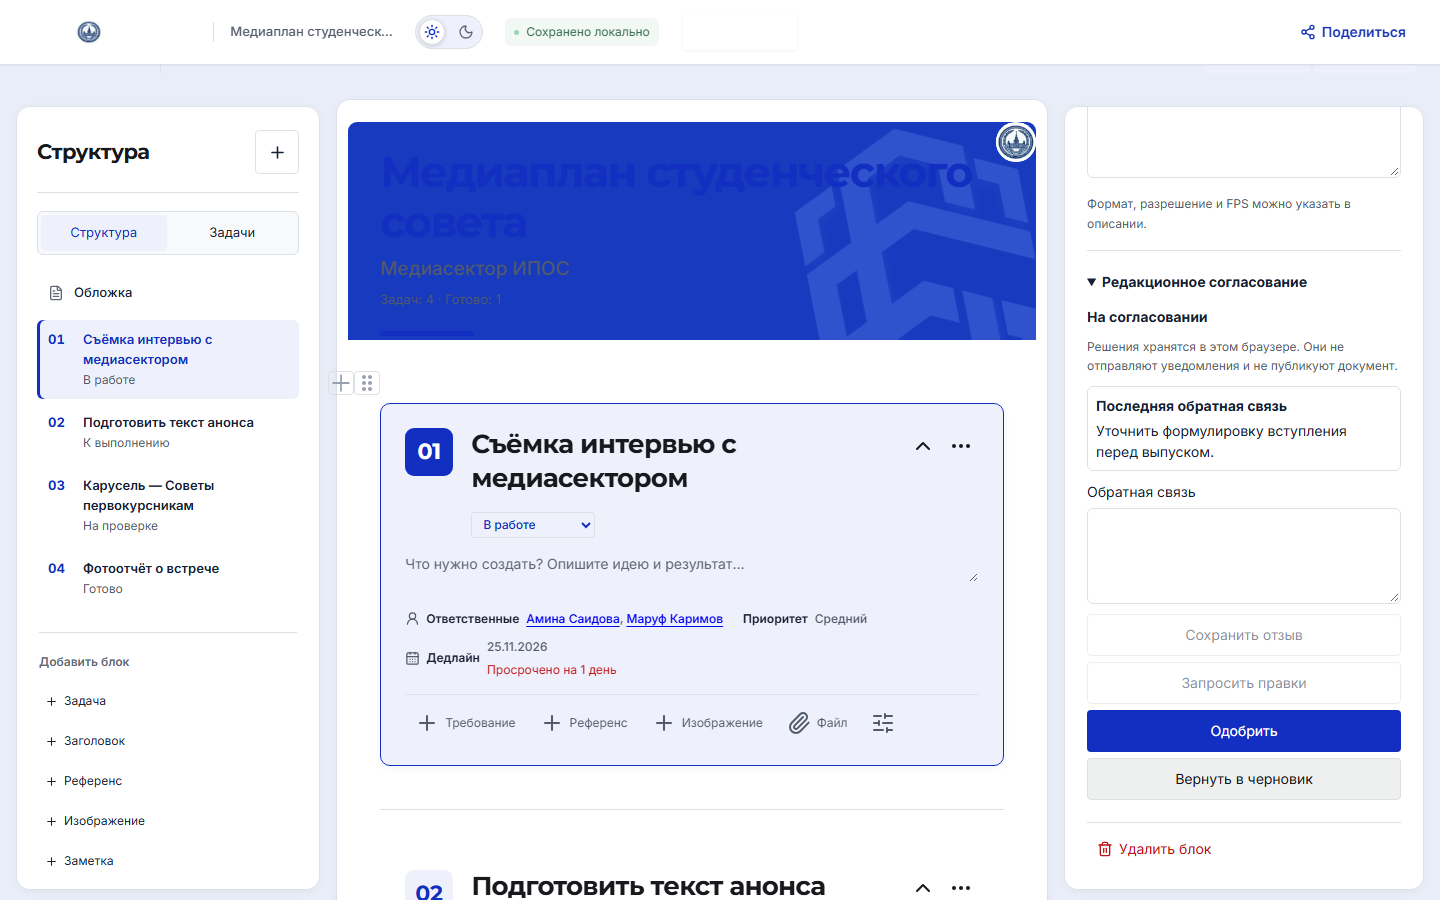 Медиаплан студенческ...
Сохранено локально
Поделиться
Структура
Структура
Задачи
Обложка
01
Съёмка интервью с
медиасектором
В работе
02
Подготовить текст анонса
К выполнению
03
Карусель — Советы
первокурсникам
На проверке
04
Фотоотчёт о встрече
Готово
Добавить блок
Задача
Заголовок
Референс
Изображение
Заметка
Медиаплан студенческого
совета
Медиасектор ИПОС
Задач: 4 · Готово: 1
01
Съёмка интервью с
медиасектором
В работе
Что нужно создать? Опишите идею и результат...
Ответственные Амина Саидова, Маруф Каримов Приоритет Средний
Дедлайн
25.11.2026
Просрочено на 1 день
Требование
Референс
Изображение
Файл
02
Подготовить текст анонса
Формат, разрешение и FPS можно указать в
описании.
Редакционное согласование
На согласовании
Решения хранятся в этом браузере. Они не
отправляют уведомления и не публикуют документ.
Последняя обратная связь
Уточнить формулировку вступления
перед выпуском.
Обратная связь
Сохранить отзыв
Запросить правки
Одобрить
Вернуть в черновик
Удалить блок